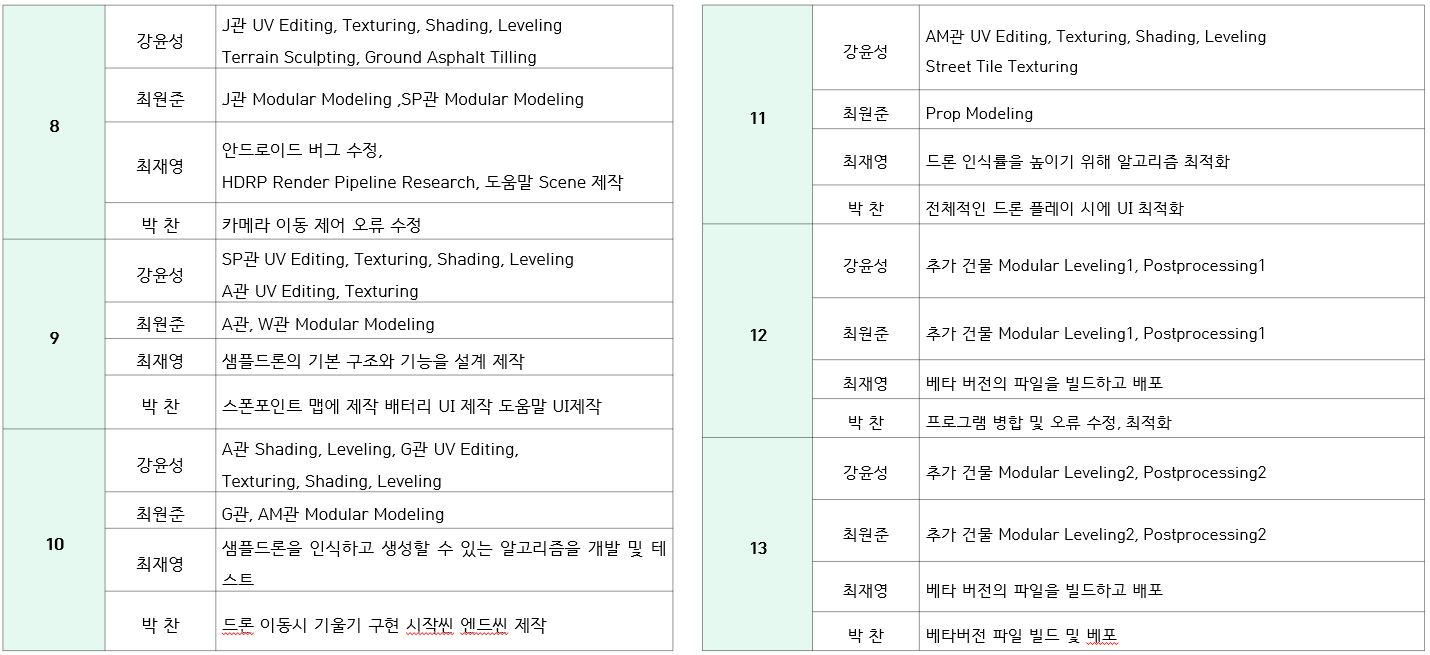 8
강윤성
J관 UV Editing, Texturing, Shading, Leveling
Terrain Sculpting, Ground Asphalt Tilling
최원준
J관 Modular Modeling ,SP관 Modular Modeling
최재영
안드로이드 버그 수정,
HDRP Render Pipeline Research, 도움말 Scene 제작
박 찬
카메라 이동 제어 오류 수정
9
강윤성
SP관 UV Editing, Texturing, Shading, Leveling
A관 UV Editing, Texturing
최원준
A관, W관 Modular Modeling
최재영
샘플드론의 기본 구조와 기능을 설계 제작
박 찬
스폰포인트 맵에 제작 배터리 UI 제작 도움말 UI제작
10
강윤성
A관 Shading, Leveling, G관 UV Editing,
Texturing, Shading, Leveling
최원준
G관, AM관 Modular Modeling
최재영
샘플드론을 인식하고 생성할 수 있는 알고리즘을 개발 및 테
스트
박 찬
드론 이동시 기울기 구현 시작씬 엔드씬 제작
11
강윤성
AM관 UV Editing, Texturing, Shading, Leveling
Street Tile Texturing
최원준
Prop Modeling
최재영
드론 인식률을 높이기 위해 알고리즘 최적화
박 찬
전체적인 드론 플레이 시에 UI 최적화
12
강윤성
추가 건물 Modular Leveling1, Postprocessing1
최원준
추가 건물 Modular Leveling1, Postprocessing1
최재영
베타 버전의 파일을 빌드하고 배포
박 찬
프로그램 병합 및 오류 수정, 최적화
13
강윤성
추가 건물 Modular Leveling2, Postprocessing2
최원준
추가 건물 Modular Leveling2, Postprocessing2
최재영
베타 버전의 파일을 빌드하고 배포
박 찬
베타버전 파일 빌드 및 베포